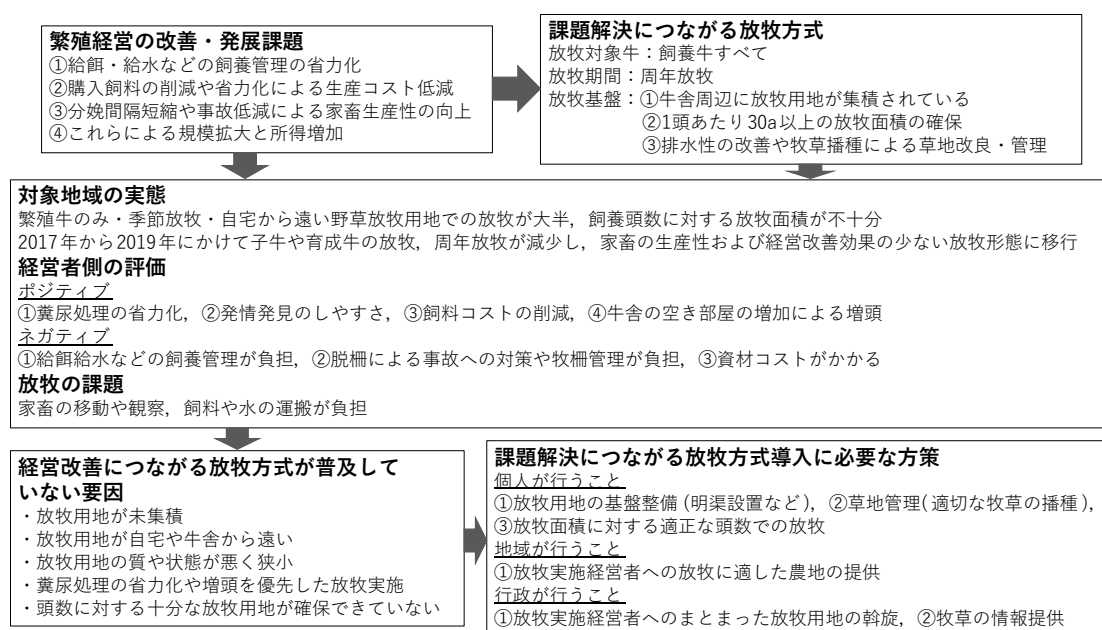 繁殖経営の改善・発展課題
①給餌・給水などの飼養管理の省力化
②購入飼料の削減や省力化による生産コスト低減
③分娩間隔短縮や事故低減による家畜生産性の向上
④これらによる規模拡大と所得増加
課題解決につながる放牧方式
放牧対象牛：飼養牛すべて
放牧期間：周年放牧
放牧基盤：①牛舎周辺に放牧用地が集積されている
②1頭あたり30a以上の放牧面積の確保
③排水性の改善や牧草播種による草地改良・管理
対象地域の実態
繁殖牛のみ・季節放牧・自宅から遠い野草放牧用地での放牧が大半，飼養頭数に対する放牧面積が不十分
2017年から2019年にかけて子牛や育成牛の放牧，周年放牧が減少し，家畜の生産性および経営改善効果の少ない放牧形態に移行
経営者側の評価
ポジティブ
①糞尿処理の省力化，②発情発見のしやすさ，③飼料コストの削減，④牛舎の空き部屋の増加による増頭
ネガティブ
①給餌給水などの飼養管理が負担，②脱柵による事故への対策や牧柵管理が負担，③資材コストがかかる
放牧の課題
家畜の移動や観察，飼料や水の運搬が負担
経営改善につながる放牧方式が普及して
いない要因
・放牧用地が未集積
・放牧用地が自宅や牛舎から遠い
・放牧用地の質や状態が悪く狭小
・糞尿処理の省力化や増頭を優先した放牧実施
・頭数に対する十分な放牧用地が確保できていない
課題解決につながる放牧方式導入に必要な方策
個人が行うこと
①放牧用地の基盤整備（明渠設置など），②草地管理（適切な牧草の播種），
③放牧面積に対する適正な頭数での放牧
地域が行うこと
①放牧実施経営者への放牧に適した農地の提供
行政が行うこと
①放牧実施経営者へのまとまった放牧用地の斡旋，②牧草の情報提供